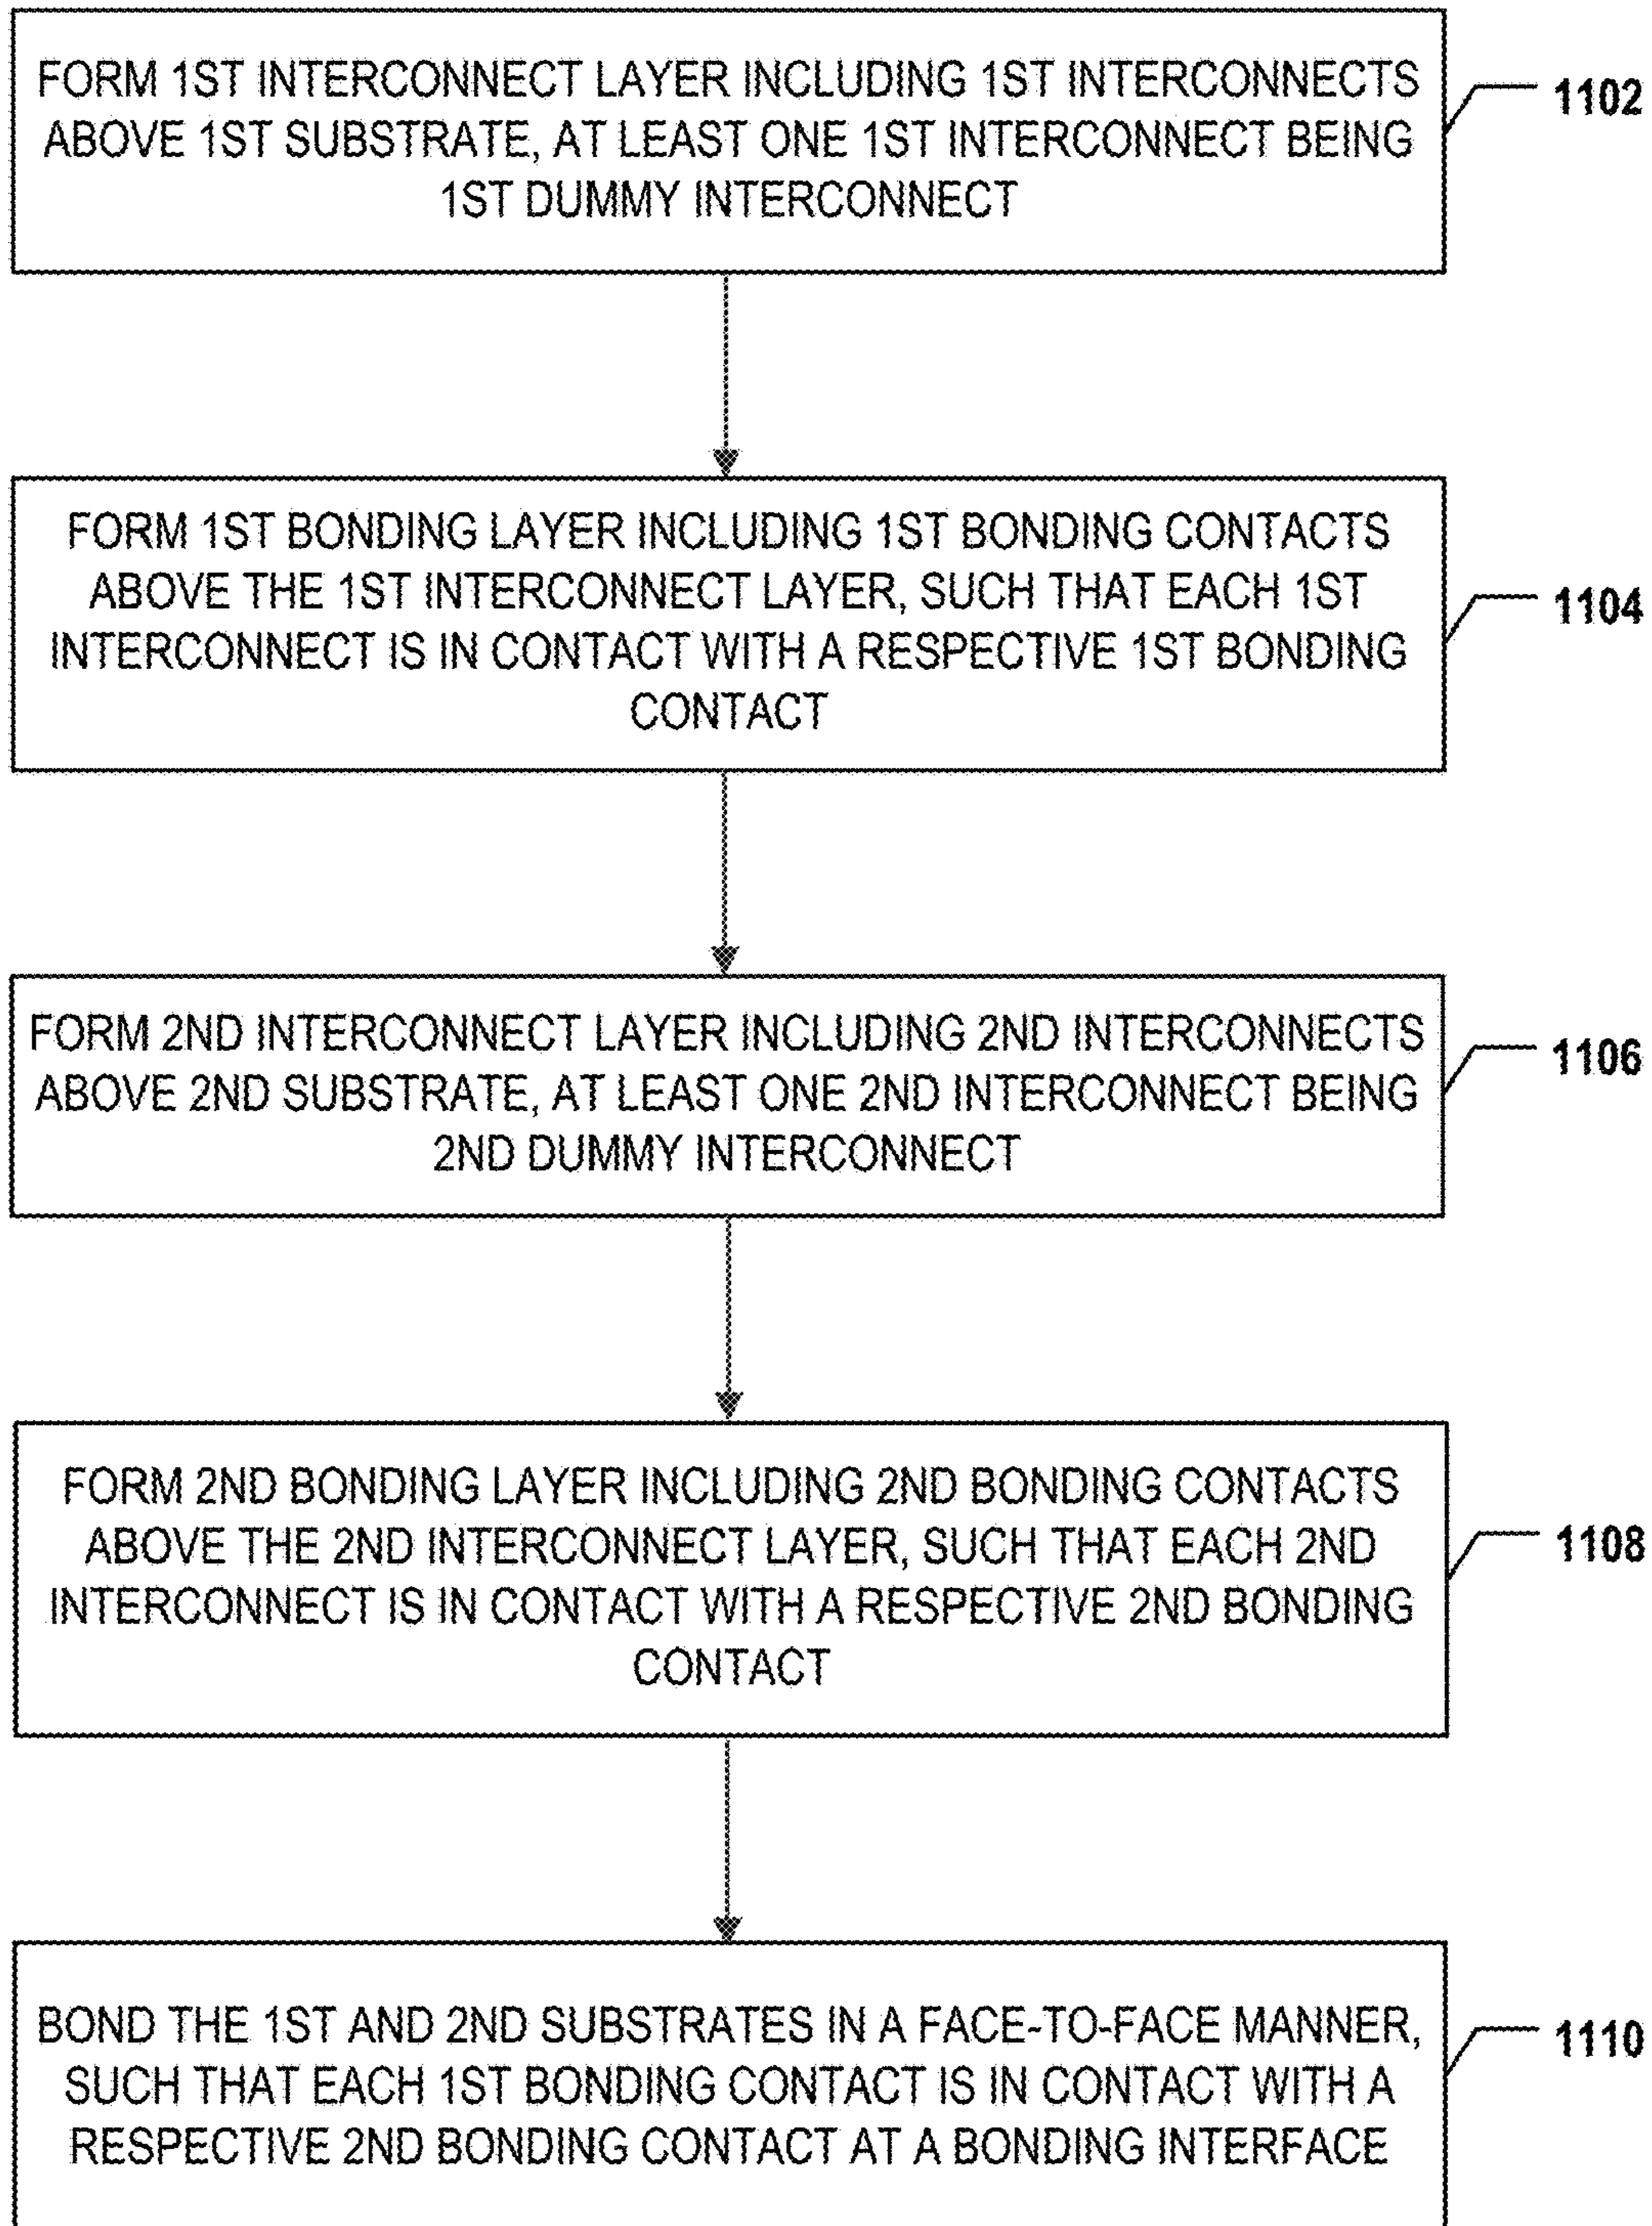 FORM 1ST INTERCONNECT LAYER INCLUDING 1ST INTERCONNECTS
ABOVE 1ST SUBSTRATE, AT LEAST ONE 1ST INTERCONNECT BEING
1ST DUMMY INTERCONNECT
1102
FORM 1ST BONDING LAYER INCLUDING 1ST BONDING CONTACTS
ABOVE THE 1ST INTERCONNECT LAYER, SUCH THAT EACH 1ST
INTERCONNECT IS IN CONTACT WITH A RESPECTIVE 1ST BONDING
CONTACT
1104
FORM 2ND INTERCONNECT LAYER INCLUDING 2ND INTERCONNECTS
ABOVE 2ND SUBSTRATE, AT LEAST ONE 2ND INTERCONNECT BEING
2ND DUMMY INTERCONNECT
1106
FORM 2ND BONDING LAYER INCLUDING 2ND BONDING CONTACTS
ABOVE THE 2ND INTERCONNECT LAYER, SUCH THAT EACH 2ND
INTERCONNECT IS IN CONTACT WITH A RESPECTIVE 2ND BONDING
CONTACT
1108
BOND THE 1ST AND 2ND SUBSTRATES IN A FACE-TO-FACE MANNER,
SUCH THAT EACH 1ST BONDING CONTACT IS IN CONTACT WITH A
RESPECTIVE 2ND BONDING CONTACT AT A BONDING INTERFACE
1110